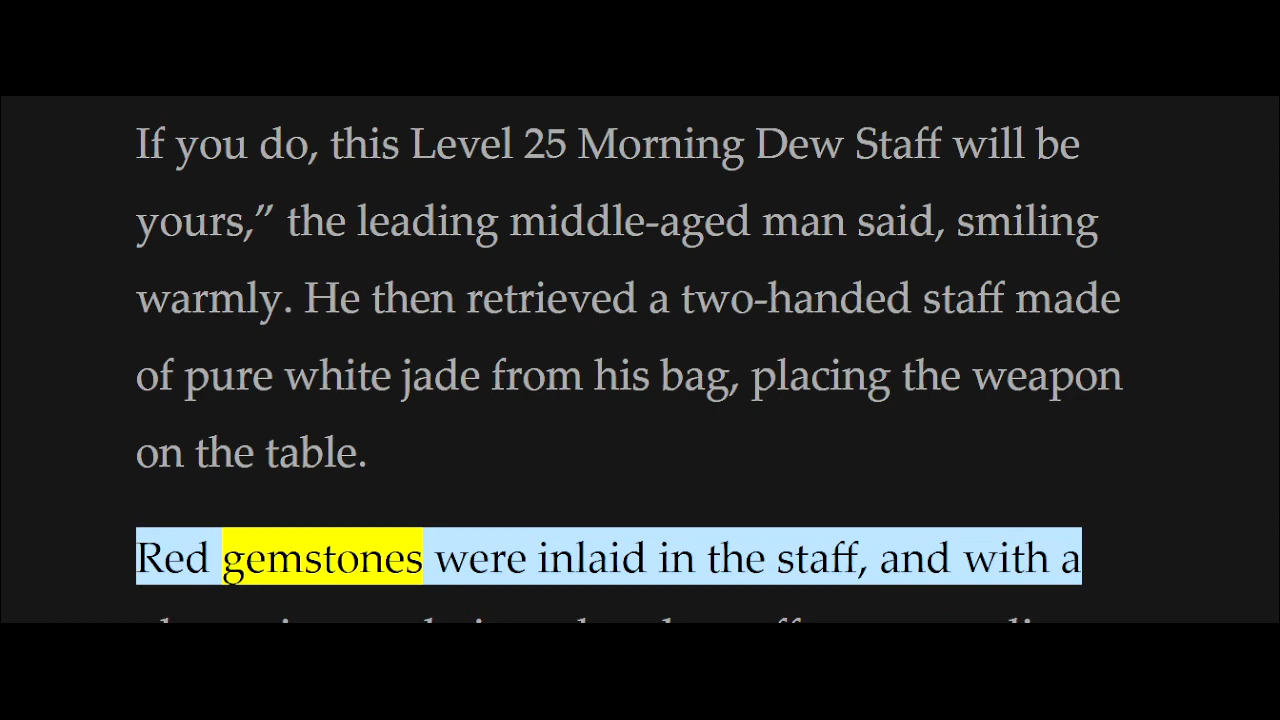 If you do, this Level 25 Morning Dew Staff will be
yours,” the leading middle-aged man said, smiling
warmly. He then retrieved a two-handed staff made
of pure white jade from his bag, placing the weapon
on the table.
Red gemstones were inlaid in the staff, and with a